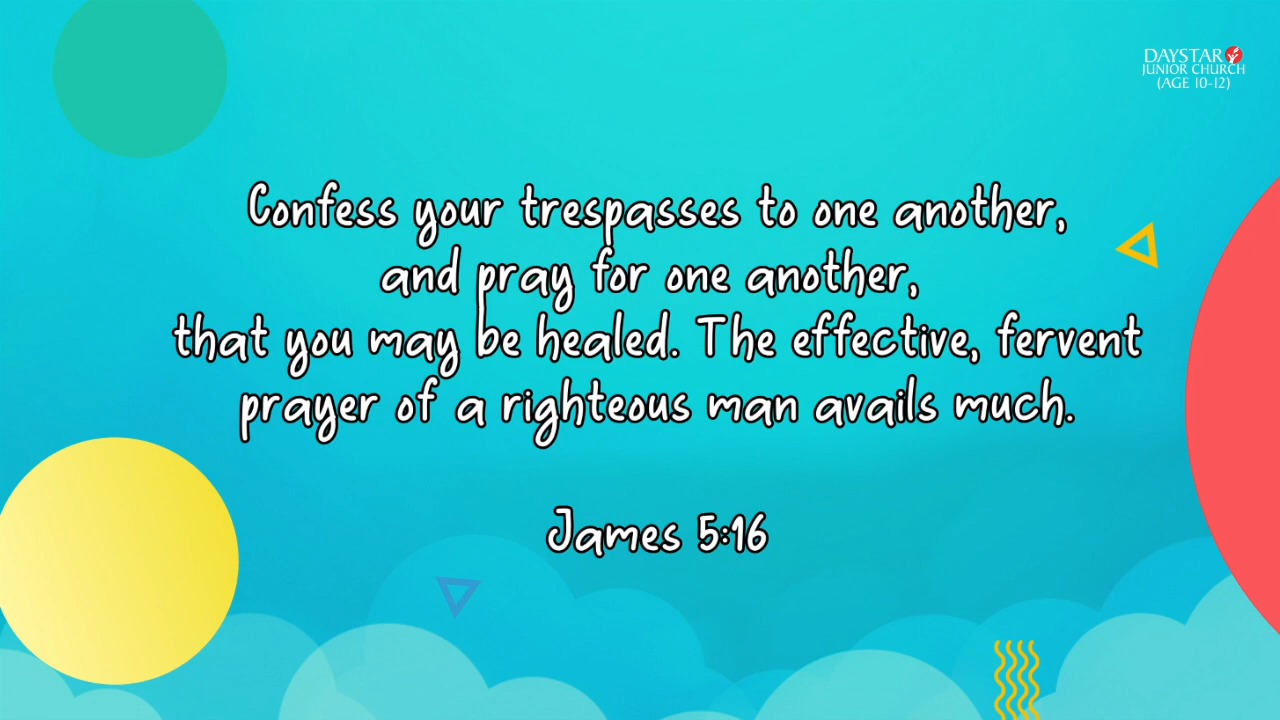 DAYSTAR
JUNIOR CHURCH
(AGE 10-12)
Confess your trespasses to one another,
and pray for one another,
that you may be healed. The effective, fervent
prayer of a righteous man avails much.
James 5:16